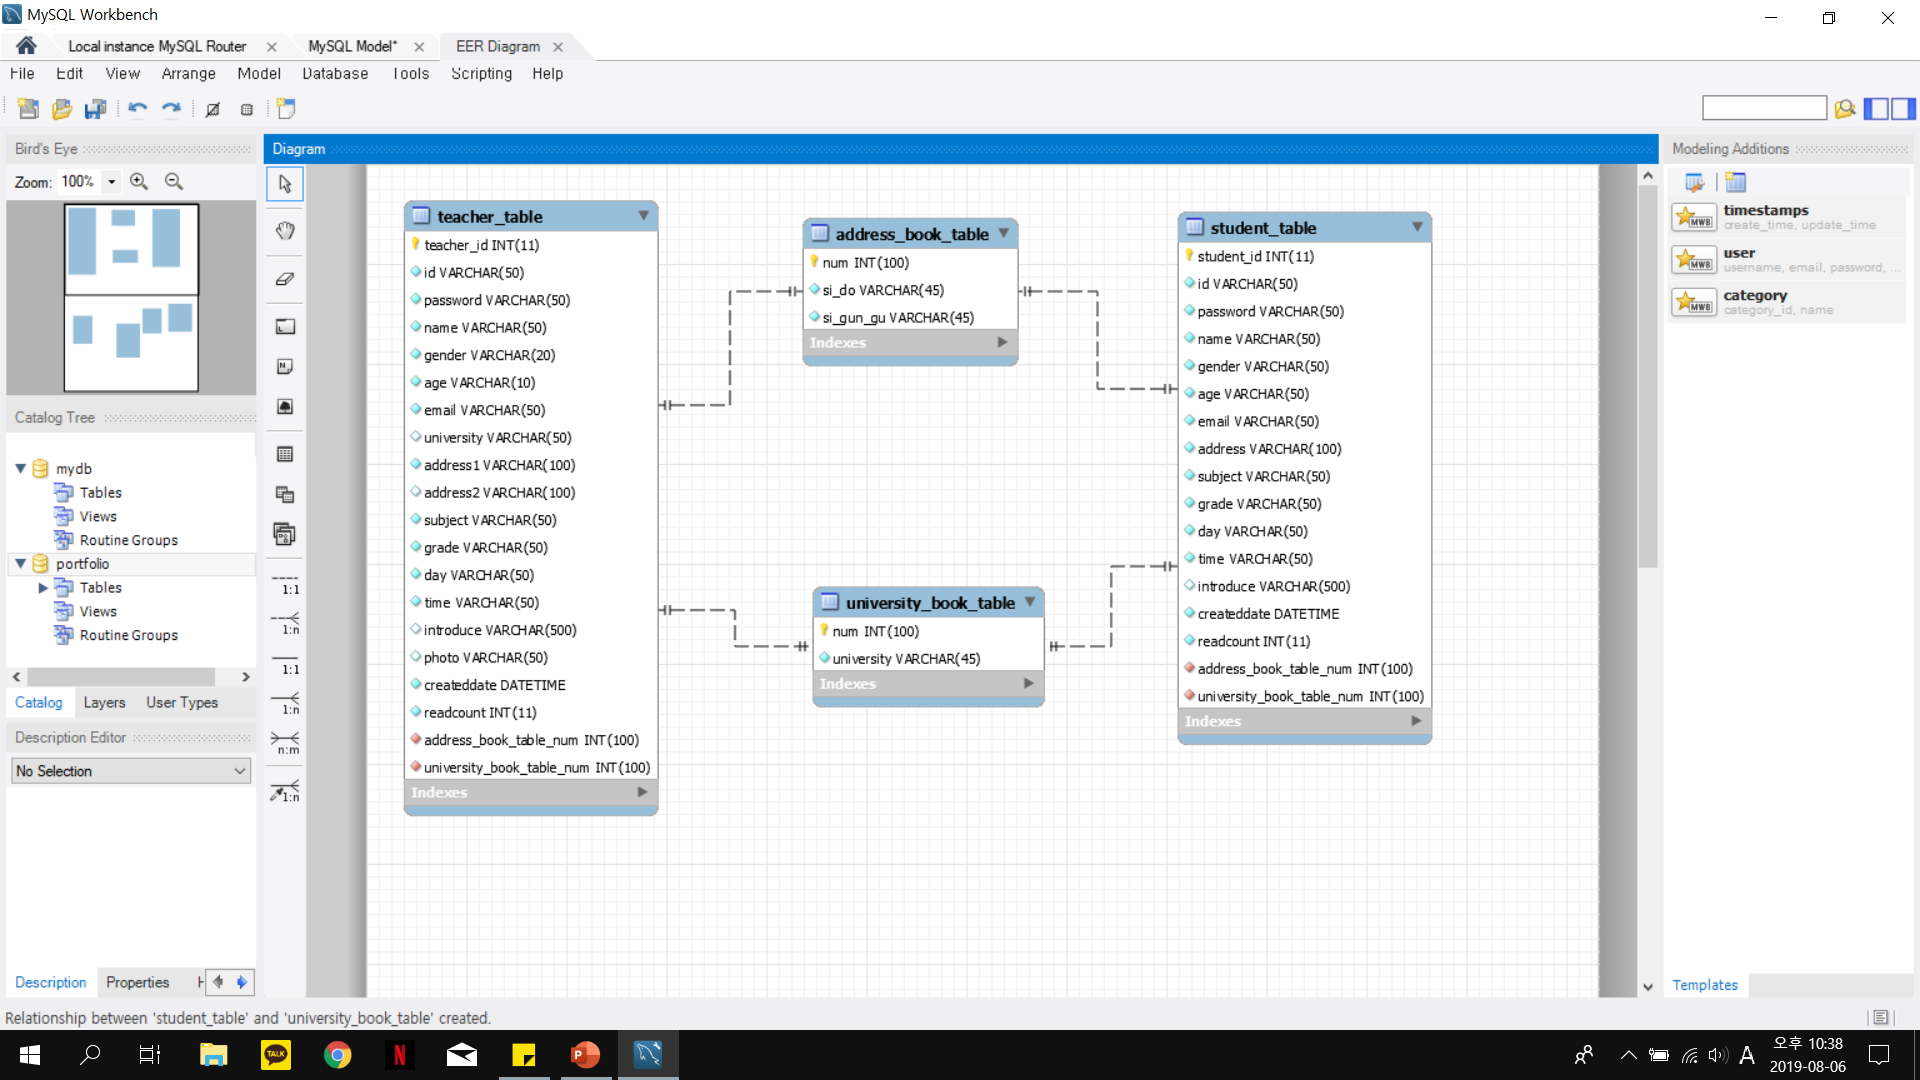 MySQL Workbench
Local instance MySQL Router
MySQL Model*
EER Diagram
File Edit View Arrange Model Database Tools Scripting Help
Bird's Eye
Zoom: 100%
Catalog Tree
mydb
Tables
Views
Routine Groups
portfolio
Tables
Views
Routine Groups
Catalog Layers User Types
Description Editor
No Selection
Description Properties H
Diagram
1:1
1:n
1:1
1:n
n:m
1:n
teacher_table
teacher_id INT(11)
id VARCHAR(50)
password VARCHAR(50)
name VARCHAR(50)
gender VARCHAR(20)
age VARCHAR(10)
email VARCHAR(50)
university VARCHAR(50)
address1 VARCHAR(100)
address2 VARCHAR(100)
subject VARCHAR(50)
grade VARCHAR(50)
day VARCHAR(50)
time VARCHAR(50)
introduce VARCHAR(500)
photo VARCHAR(50)
createddate DATETIME
readcount INT(11)
address_book_table_num INT(100)
university_book_table_num INT(100)
Indexes
address_book_table
num INT(100)
si_do VARCHAR(45)
si_gun_gu VARCHAR(45)
Indexes
university_book_table
num INT(100)
university VARCHAR(45)
Indexes
student_table
student_id INT(11)
id VARCHAR(50)
password VARCHAR(50)
name VARCHAR(50)
gender VARCHAR(50)
age VARCHAR(50)
email VARCHAR(50)
address VARCHAR(100)
subject VARCHAR(50)
grade VARCHAR(50)
day VARCHAR(50)
time VARCHAR(50)
introduce VARCHAR(500)
createddate DATETIME
readcount INT(11)
address_book_table_num INT(100)
university_book_table_num INT(100)
Indexes
Modeling Additions
MWB
timestamps
create_time, update_time
MWB
user
username, email, password, ...
MWB
category
category_id, name
Templates
Relationship between 'student_table' and 'university_book_table' created.
TALK
N
P
A
오후 10:38
2019-08-06